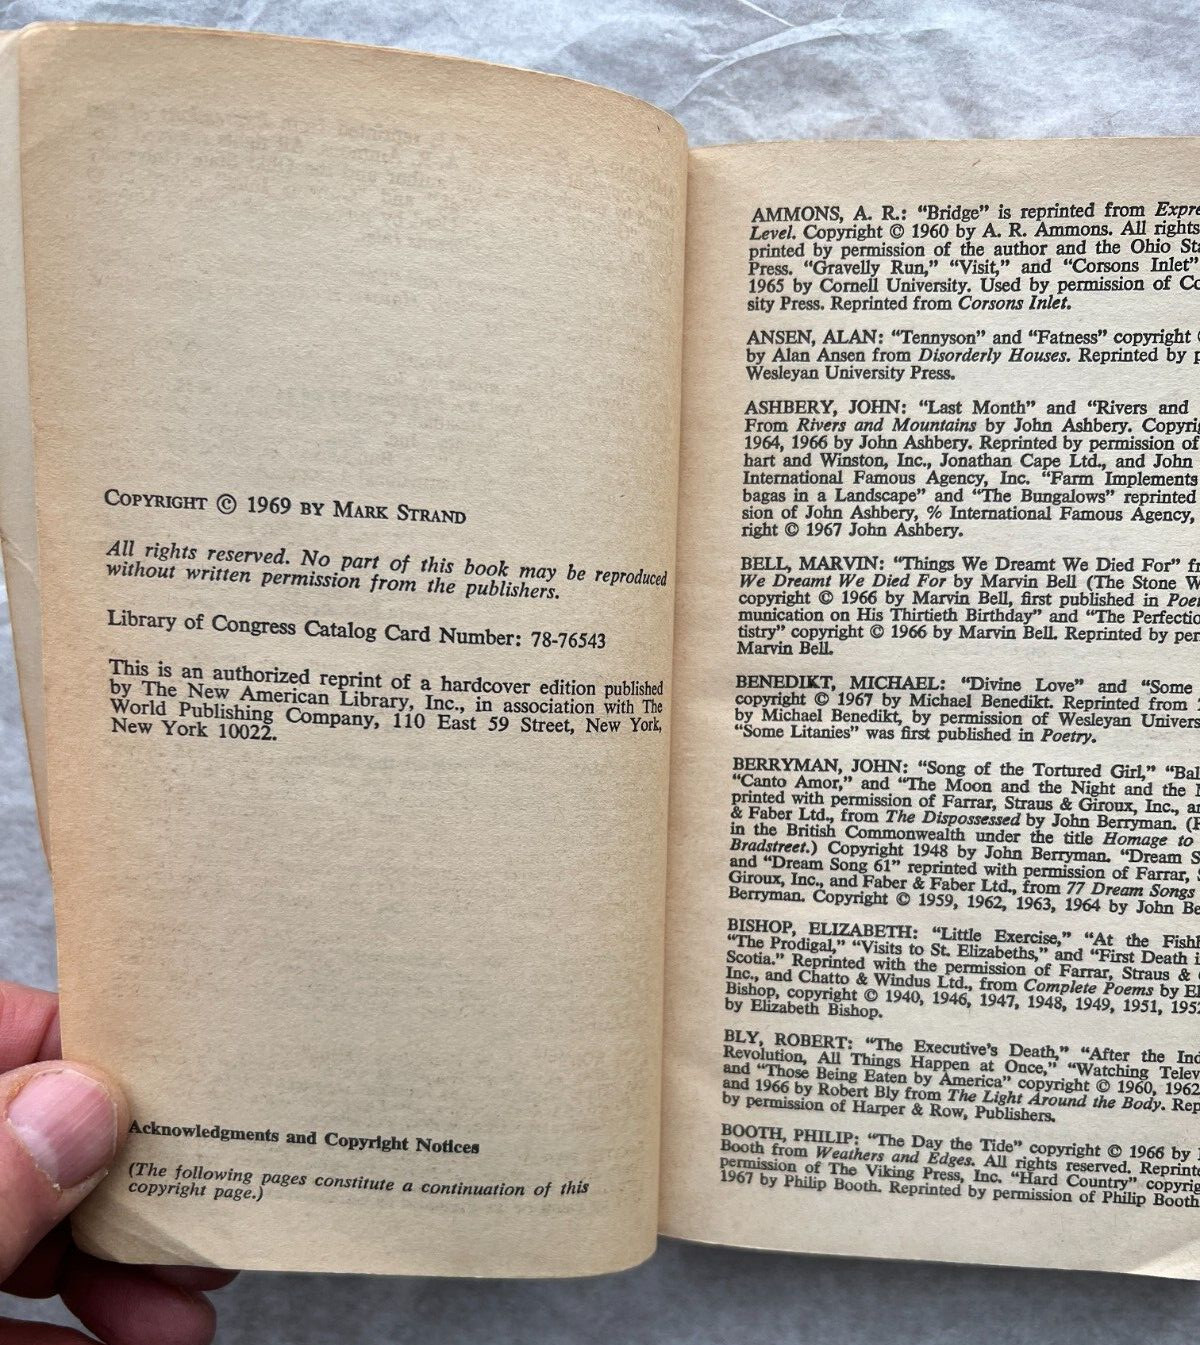 COPYRIGHT © 1969 BY MARK STRAND
All rights reserved. No part of this book may be reproduced
without written permission from the publishers.
Library of Congress Catalog Card Number: 78-76543
This is an authorized reprint of a hardcover edition published
by The New American Library, Inc., in association with The
World Publishing Company, 110 East 59 Street, New York,
New York 10022.
Acknowledgments and Copyright Notices
(The following pages constitute a continuation of this
copyright page.)
AMMONS, A. R.: “Bridge” is reprinted from
Level. Copyright © 1960 by A. R. Ammons. All rights
printed by permission of the author and the Ohio
Press. “Gravelly Run,” “Visit,” and “Corsons Inlet”
1965 by Cornell University. Used by permission of
sity Press. Reprinted from Corsons Inlet.
ANSEN, ALAN: “Tennyson” and “Fatness” copyright
by Alan Ansen from Disorderly Houses. Reprinted by
Wesleyan University Press.
ASHBERY, JOHN: “Last Month” and “Rivers and
From Rivers and Mountains by John Ashbery.
1964, 1966 by John Ashbery. Reprinted by permission of
hart and Winston, Inc., Jonathan Cape Ltd., and John
International Famous Agency, Inc. “Farm Implements
bagas in a Landscape” and “The Bungalows” reprinted
sion of John Ashbery, % International Famous Agency,
right © 1967 John Ashbery.
BELL, MARVIN: “Things We Dreamt We Died For”
We Dreamt We Died For by Marvin Bell (The Stone
copyright © 1966 by Marvin Bell, first published in
munication on His Thirtieth Birthday” and “The
tistry” copyright © 1966 by Marvin Bell. Reprinted by
Marvin Bell.
BENEDIKT, MICHAEL: “Divine Love” and “Some
copyright © 1967 by Michael Benedikt. Reprinted from
by Michael Benedikt, by permission of Wesleyan
“Some Litanies” was first published in Poetry.
BERRYMAN, JOHN: “Song of the Tortured Girl,”
“Canto Amor,” and “The Moon and the Night and the
printed with permission of Farrar, Straus & Giroux, Inc.,
& Faber Ltd., from The Dispossessed by John Berryman.
in the British Commonwealth under the title Homage to
Bradstreet.) Copyright 1948 by John Berryman. “Dream
and “Dream Song 61” reprinted with permission of Farrar,
Giroux, Inc., and Faber & Faber Ltd., from 77 Dream Songs
Berryman. Copyright © 1959, 1962, 1963, 1964 by John
BISHOP, ELIZABETH: “Little Exercise,” “At the
“The Prodigal,” “Visits to St. Elizabeths,” and “First Death
Scotia.” Reprinted with the permission of Farrar, Straus &
Inc., and Chatto & Windus Ltd., from Complete Poems by
Bishop, copyright © 1940, 1946, 1947, 1948, 1949, 1951,
by Elizabeth Bishop.
BLY, ROBERT: “The Executive’s Death,” “After the
Revolution, All Things Happen at Once,” “Watching
and “Those Being Eaten by America” copyright © 1960,
and 1966 by Robert Bly from The Light Around the Body.
by permission of Harper & Row, Publishers.
BOOTH, PHILIP: “The Day the Tide” copyright © 1966 by
Booth from Weathers and Edges. All rights reserved.
permission of The Viking Press, Inc. “Hard Country”
1967 by Philip Booth. Reprinted by permission of Philip Booth